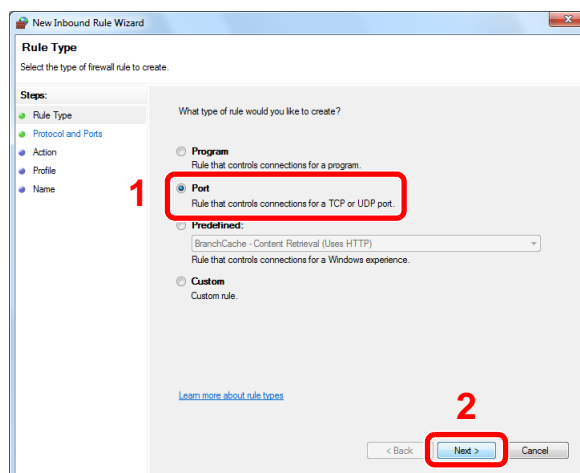 New Inbound Rule Wizard
Rule Type
Select the type of firewall rule to create.
Steps:
Rule Type
Protocol and Ports
Action
Profile
Name
What type of rule would you like to create?
Program
Rule that controls connections for a program.
1
Port
Rule that controls connections for a TCP or UDP port.
Predefined:
BranchCache - Content Retrieval (Uses HTTP)
Rule that controls connections for a Windows experience.
Custom
Custom rule.
Learn more about rule types
2
< Back
Next >
Cancel